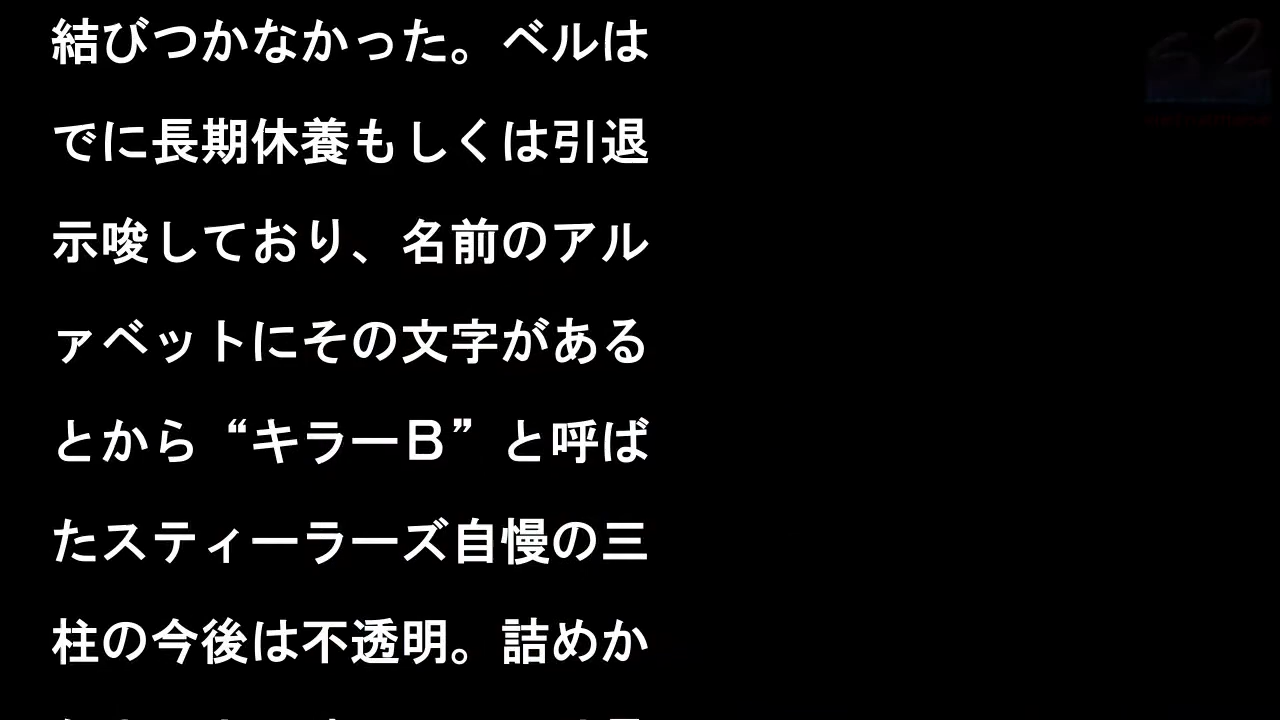 結びつかなかった。ベルは
でに長期休養もしくは引退
示唆しており、名前のアル
ァベットにその文字がある
とから“キラーＢ”と呼ば
たスティーラーズ自慢の三
柱の今後は不透明。詰めか